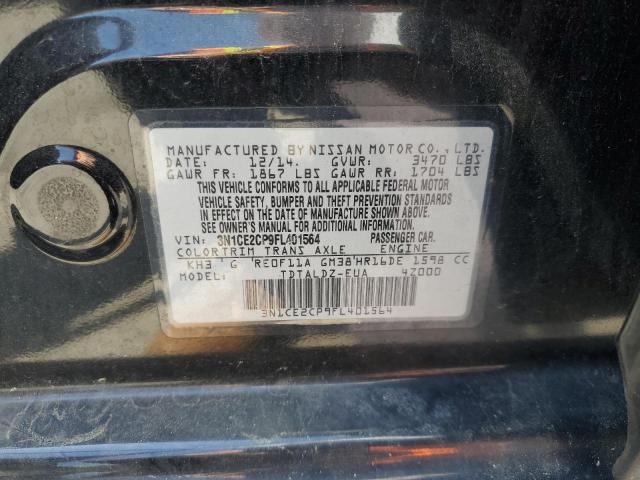 MANUFACTURED BY NISSAN MOTOR CO., LTD.
DATE: 12/14. GVWR: 3470 LBS
GAWR FR: 1867 LBS GAWR RR: 1704 LBS
THIS VEHICLE CONFORMS TO ALL APPLICABLE FEDERAL MOTOR
VEHICLE SAFETY, BUMPER AND THEFT PREVENTION STANDARDS
IN EFFECT ON THE DATE OF MANUFACTURE SHOWN ABOVE.
SEE OWNER'S MANUAL FOR ADDITIONAL INFORMATION.
VIN: 3N1CE2CP9FL401564 PASSENGER CAR.
COLOR TRIM TRANS AXLE ENGINE
KH3 G RE0F11A GM38 HR16DE 1598 CC
MODEL: TDTALDZ-EUA 4Z000
3N1CE2CP9FL401564